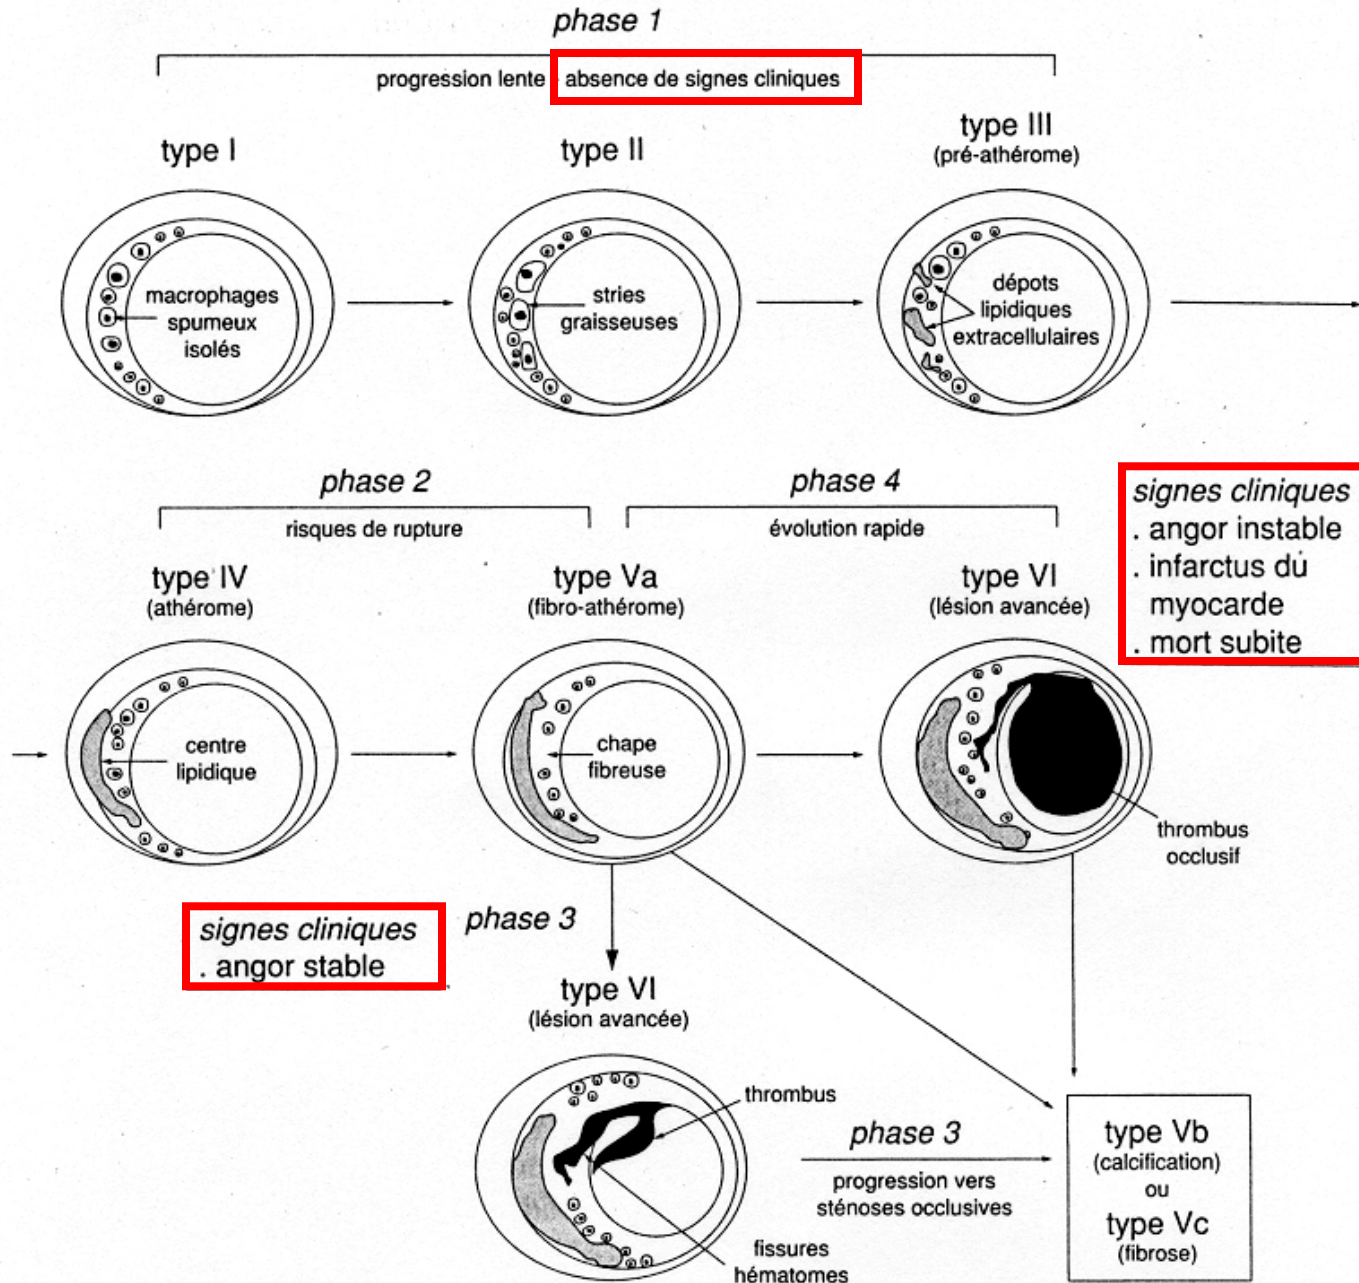 phase 1
progression lente absence de signes cliniques
type I
type II
type III
(pré-athérome)
macrophages
spumeux
isolés
stries
graisseuses
dépots
lipidiques
extracellulaires
phase 2
risques de rupture
phase 4
évolution rapide
signes cliniques
. angor instable
. infarctus du
myocarde
. mort subite
type IV
(athérome)
type Va
(fibro-athérome)
type VI
(lésion avancée)
centre
lipidique
chape
fibreuse
thrombus
occlusif
signes cliniques
. angor stable
phase 3
type VI
(lésion avancée)
thrombus
fissures
hématomes
phase 3
progression vers
sténoses occlusives
type Vb
(calcification)
ou
type Vc
(fibrose)